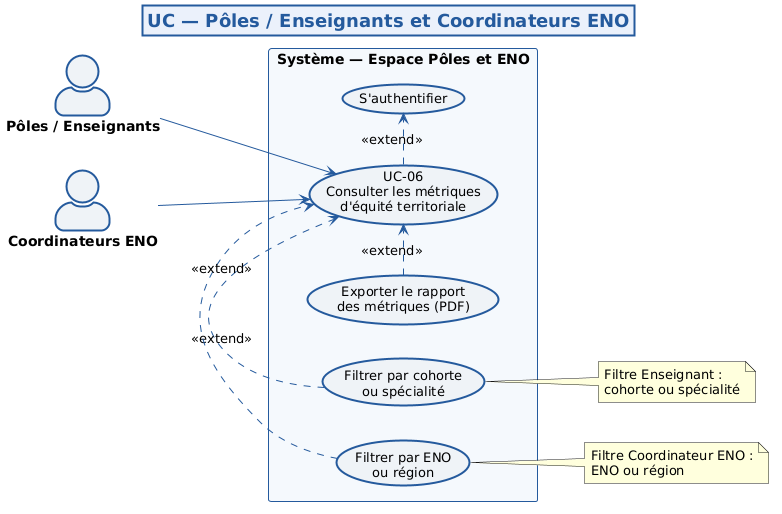 UC — Pôles / Enseignants et Coordinateurs ENO
Système — Espace Pôles et ENO
S'authentifier
«extend»
Pôles / Enseignants
UC-06
Consulter les métriques
d'équité territoriale
Coordinateurs ENO
«extend»
«extend»
Exporter le rapport
des métriques (PDF)
«extend»
Filtrer par cohorte
ou spécialité
Filtre Enseignant :
cohorte ou spécialité
Filtrer par ENO
ou région
Filtre Coordinateur ENO :
ENO ou région